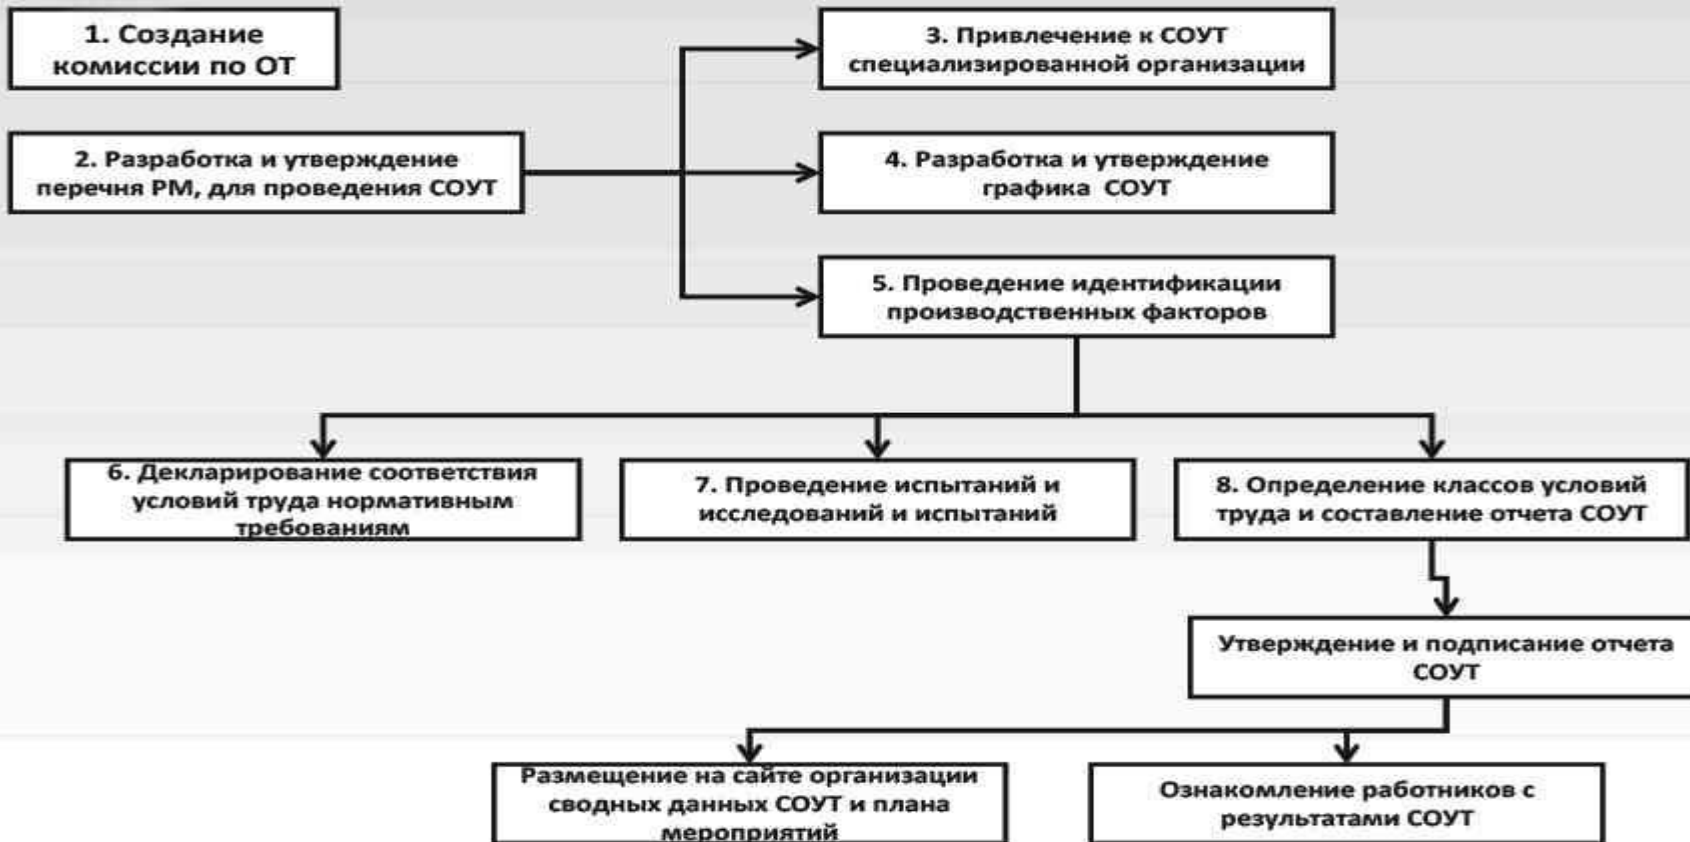 1. Создание
комиссии по ОТ
2. Разработка и утверждение
перечня РМ, для проведения СОУТ
3. Привлечение к СОУТ
специализированной организации
4. Разработка и утверждение
графика СОУТ
5. Проведение идентификации
производственных факторов
6. Декларирование соответствия
условий труда нормативным
требованиям
7. Проведение испытаний и
исследований и испытаний
8. Определение классов условий
труда и составление отчета СОУТ
Утверждение и подписание отчета
СОУТ
Размещение на сайте организации
сводных данных СОУТ и плана
мероприятий
Ознакомление работников с
результатами СОУТ